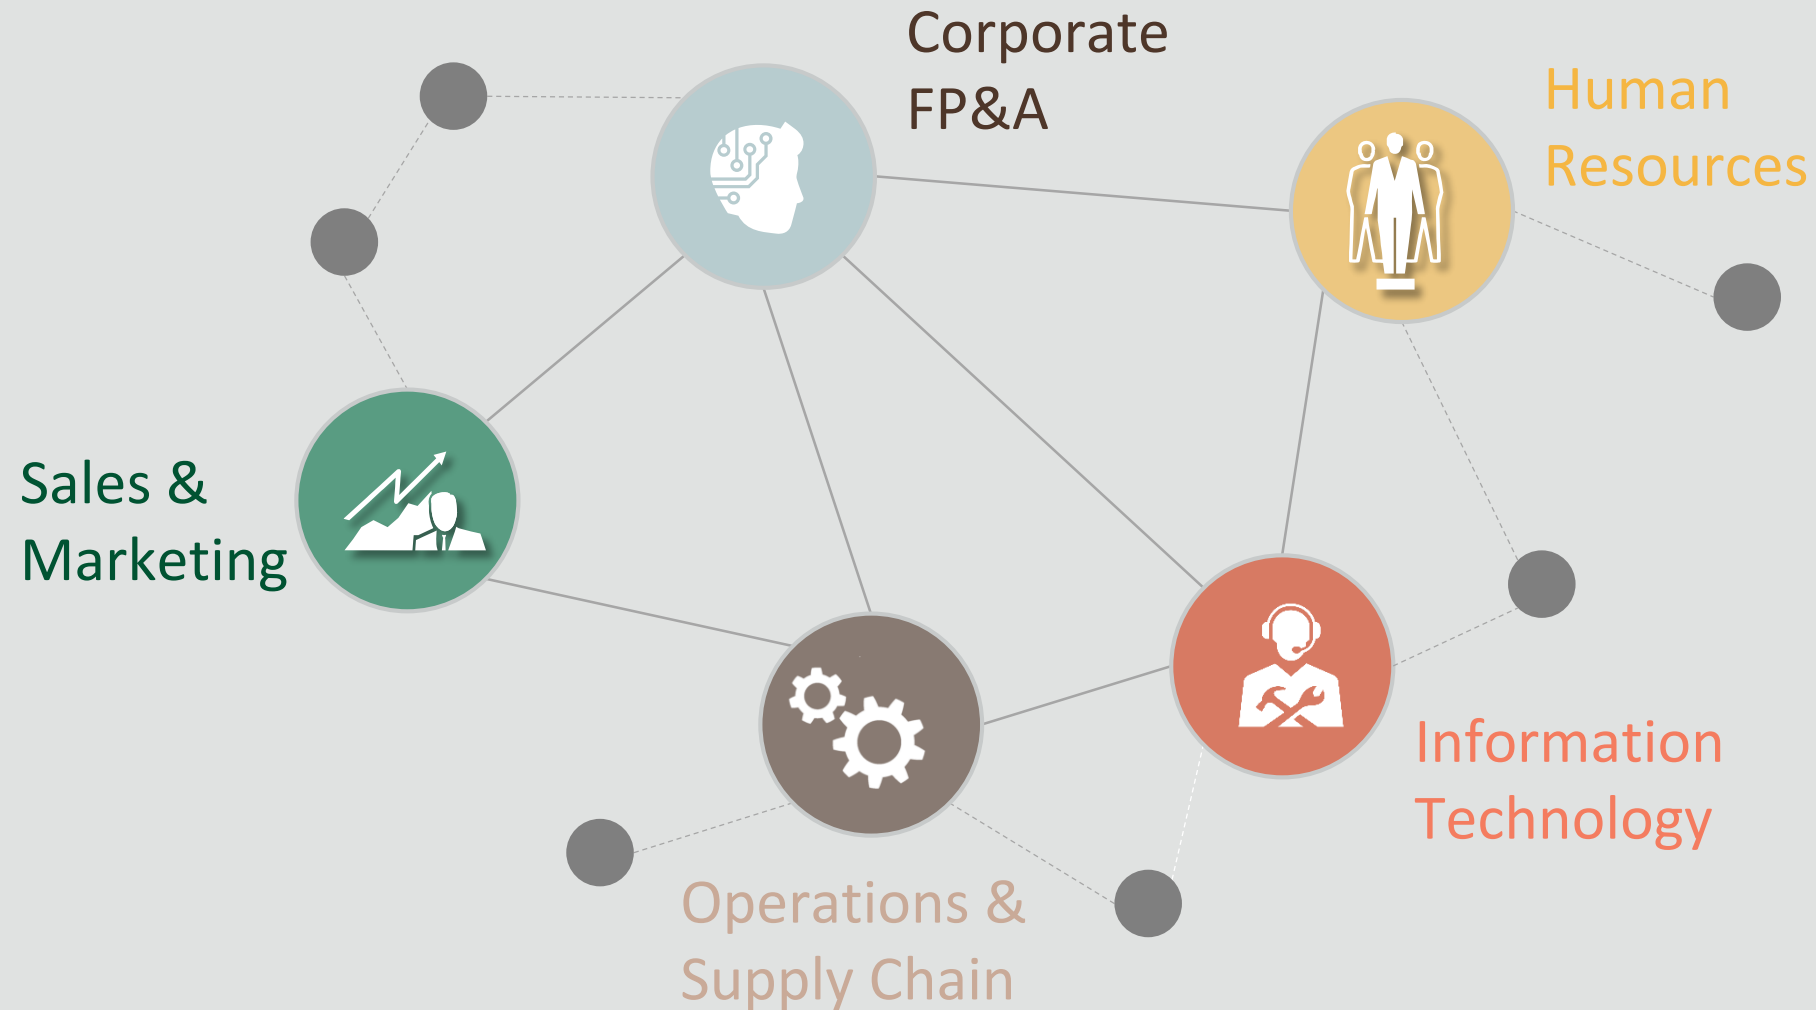 Corporate
FP&A
Human
Resources
Sales &
Marketing
Information
Technology
Operations &
Supply Chain